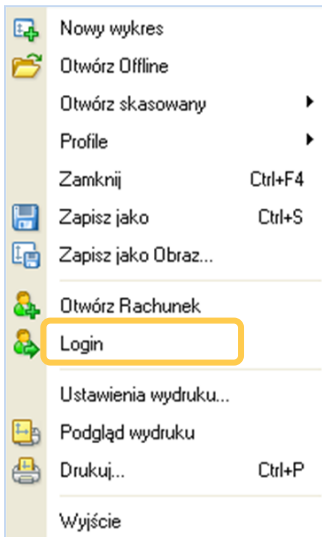 Nowy wykres
Otwórz Offline
Otwórz skasowany
Profile
Zamknij Ctrl+F4
Zapisz jako Ctrl+S
Zapisz jako Obraz...
Otwórz Rachunek
Login
Ustawienia wydruku...
Podgląd wydruku
Drukuj... Ctrl+P
Wyjście